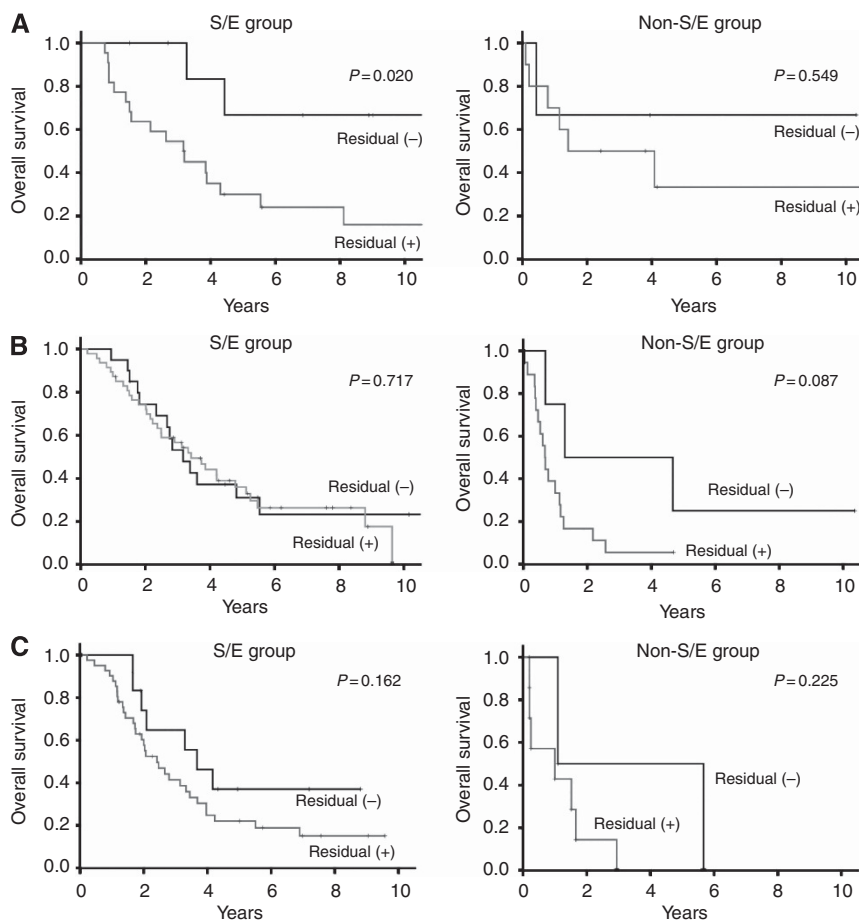 A
S/E group
Overall survival
1.0
0.8
0.6
0.4
0.2
0.0
P=0.020
Residual (–)
Residual (+)
0 2 4 6 8 10
Years
Non-S/E group
Overall survival
1.0
0.8
0.6
0.4
0.2
0.0
P=0.549
Residual (–)
Residual (+)
0 2 4 6 8 10
Years
B
S/E group
Overall survival
1.0
0.8
0.6
0.4
0.2
0.0
P=0.717
Residual (–)
Residual (+)
0 2 4 6 8 10
Years
Non-S/E group
Overall survival
1.0
0.8
0.6
0.4
0.2
0.0
P=0.087
Residual (–)
Residual (+)
0 2 4 6 8 10
Years
C
S/E group
Overall survival
1.0
0.8
0.6
0.4
0.2
0.0
P=0.162
Residual (–)
Residual (+)
0 2 4 6 8 10
Years
Non-S/E group
Overall survival
1.0
0.8
0.6
0.4
0.2
0.0
P=0.225
Residual (–)
Residual (+)
0 2 4 6 8 10
Years